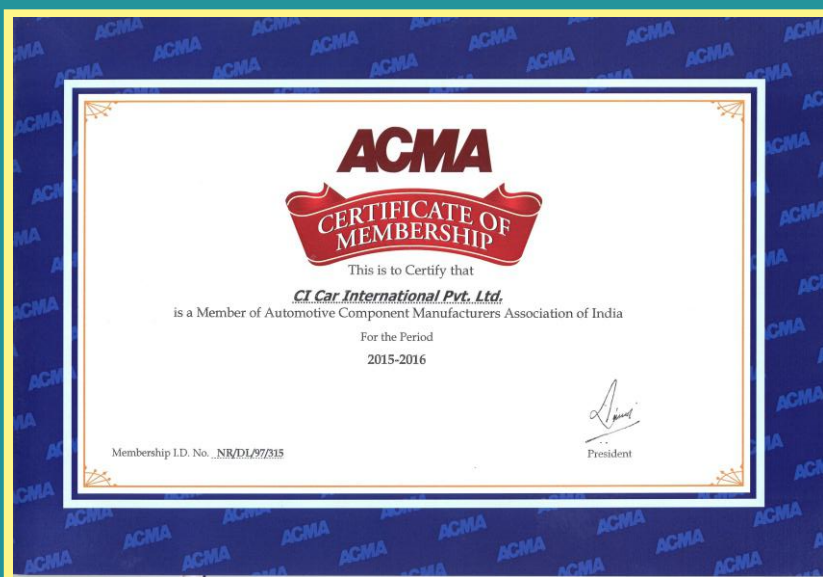 ACMA
CERTIFICATE OF
MEMBERSHIP
This is to Certify that
CI Car International Pvt. Ltd.
is a Member of Automotive Component Manufacturers Association of India
For the Period
2015-2016
Membership I.D. No. NR/DL/97/315
President